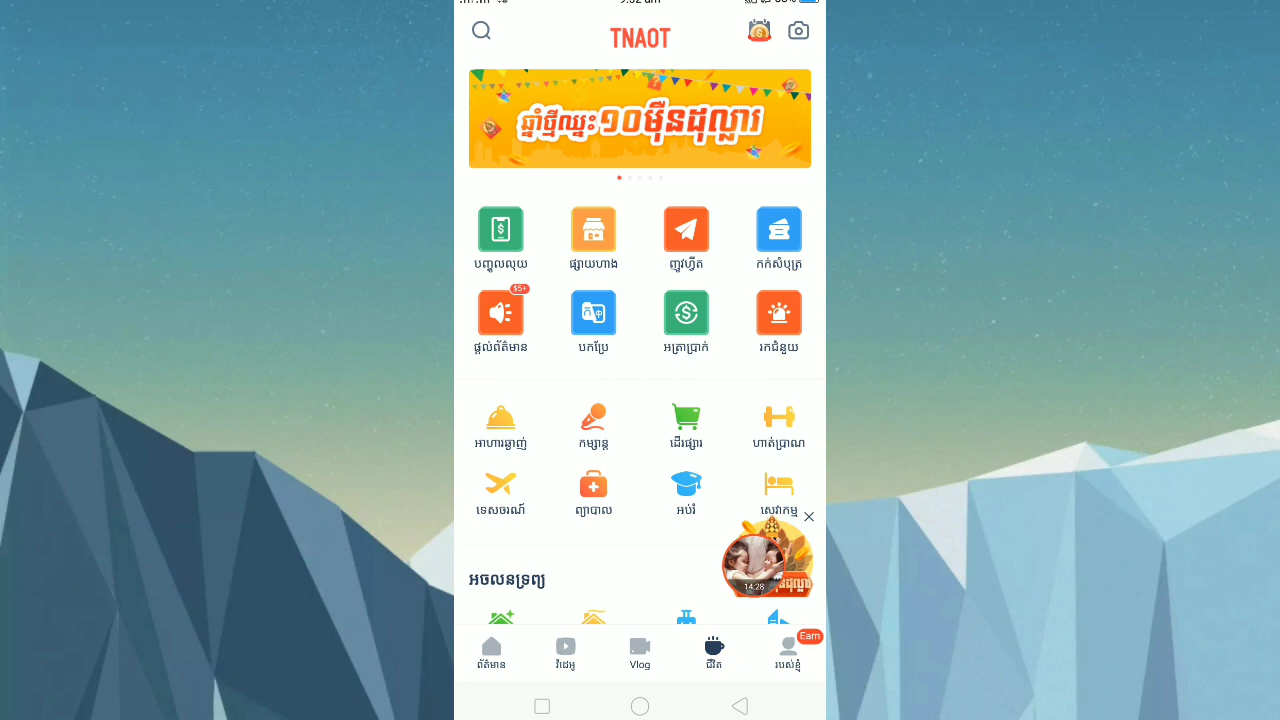 TNAOT
ឆ្នាំថ្មីឈ្នះ ១០ម៉ឺនដុល្លារ
បញ្ចូលលុយ
ផ្សាយហាង
ញូវហ្វីត
កក់សំបុត្រ
$5+
ផ្ដល់ព័ត៌មាន
បកប្រែ
អត្រាប្រាក់
រកជំនួយ
អាហារឆ្ងាញ់
កម្សាន្ត
ដើរផ្សារ
ហាត់ប្រាណ
ទេសចរណ៍
ព្យាបាល
អប់រំ
សេវាកម្ម
14:28
អចលនទ្រព្យ
Earn
ព័ត៌មាន
វីដេអូ
Vlog
ជីវិត
របស់ខ្ញុំ